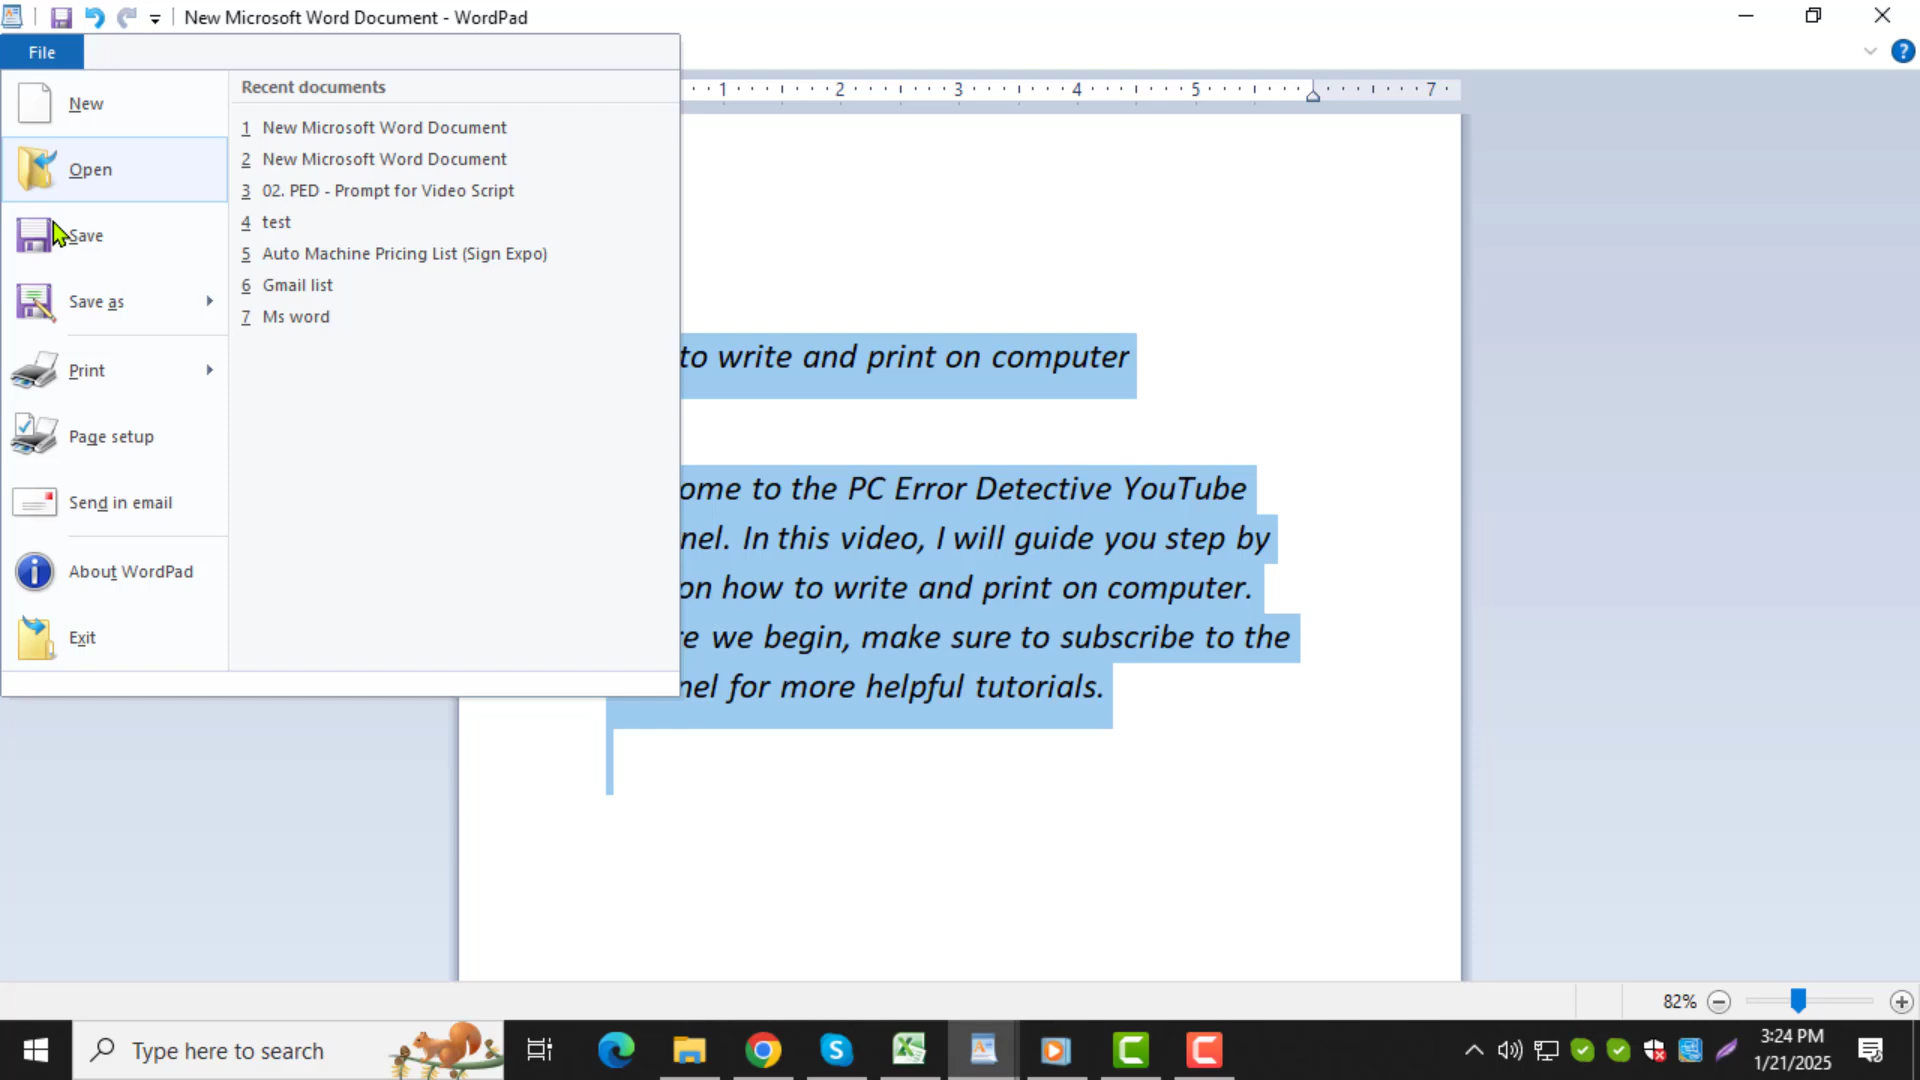 New Microsoft Word Document - WordPad
File
New
Open
Save
Save as
Print
Page setup
Send in email
About WordPad
Exit
Recent documents
1 New Microsoft Word Document
2 New Microsoft Word Document
3 02. PED - Prompt for Video Script
4 test
5 Auto Machine Pricing List (Sign Expo)
6 Gmail list
7 Ms word
1 2 3 4 5 7
to write and print on computer
ome to the PC Error Detective YouTube
nel. In this video, I will guide you step by
on how to write and print on computer.
re we begin, make sure to subscribe to the
nel for more helpful tutorials.
82%
Type here to search
3:24 PM
1/21/2025